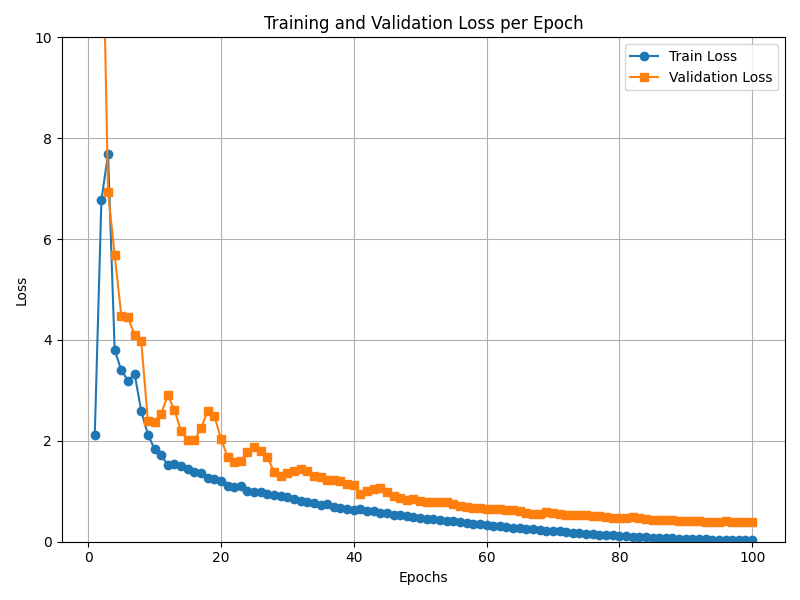 Training and Validation Loss per Epoch
10
8
6
4
2
0
Loss
Train Loss
Validation Loss
0 20 40 60 80 100
Epochs